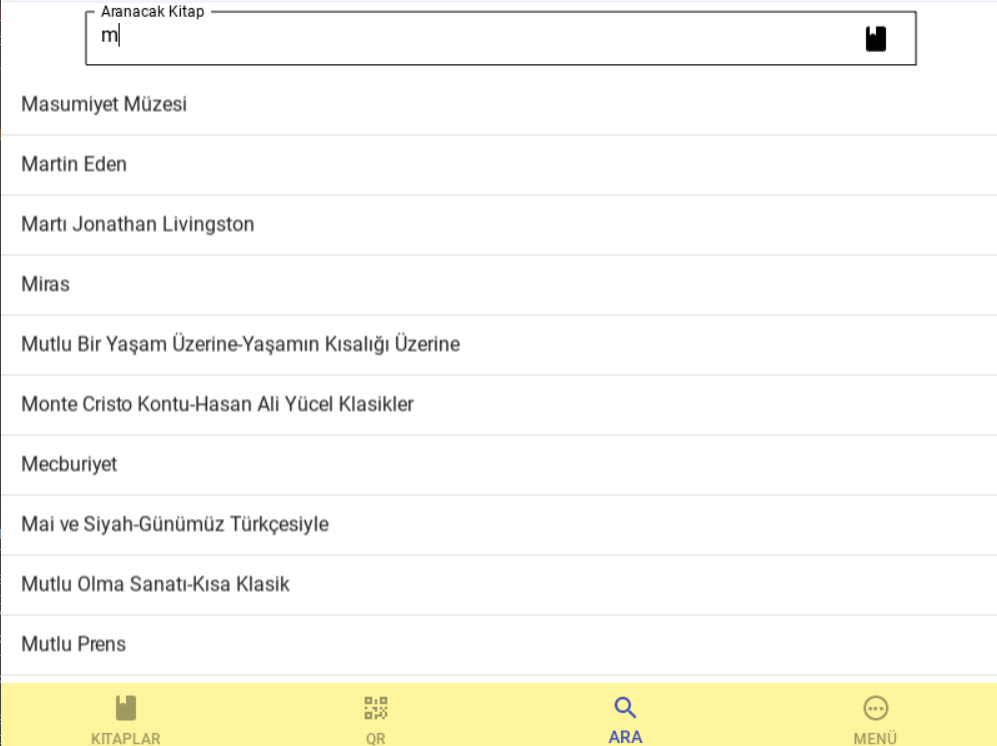 Aranacak Kitap
m
Masumiyet Müzesi
Martin Eden
Martı Jonathan Livingston
Miras
Mutlu Bir Yaşam Üzerine-Yaşamın Kısalığı Üzerine
Monte Cristo Kontu-Hasan Ali Yücel Klasikler
Mecburiyet
Mai ve Siyah-Günümüz Türkçesiyle
Mutlu Olma Sanatı-Kısa Klasik
Mutlu Prens
KITAPLAR QR ARA MENÜ